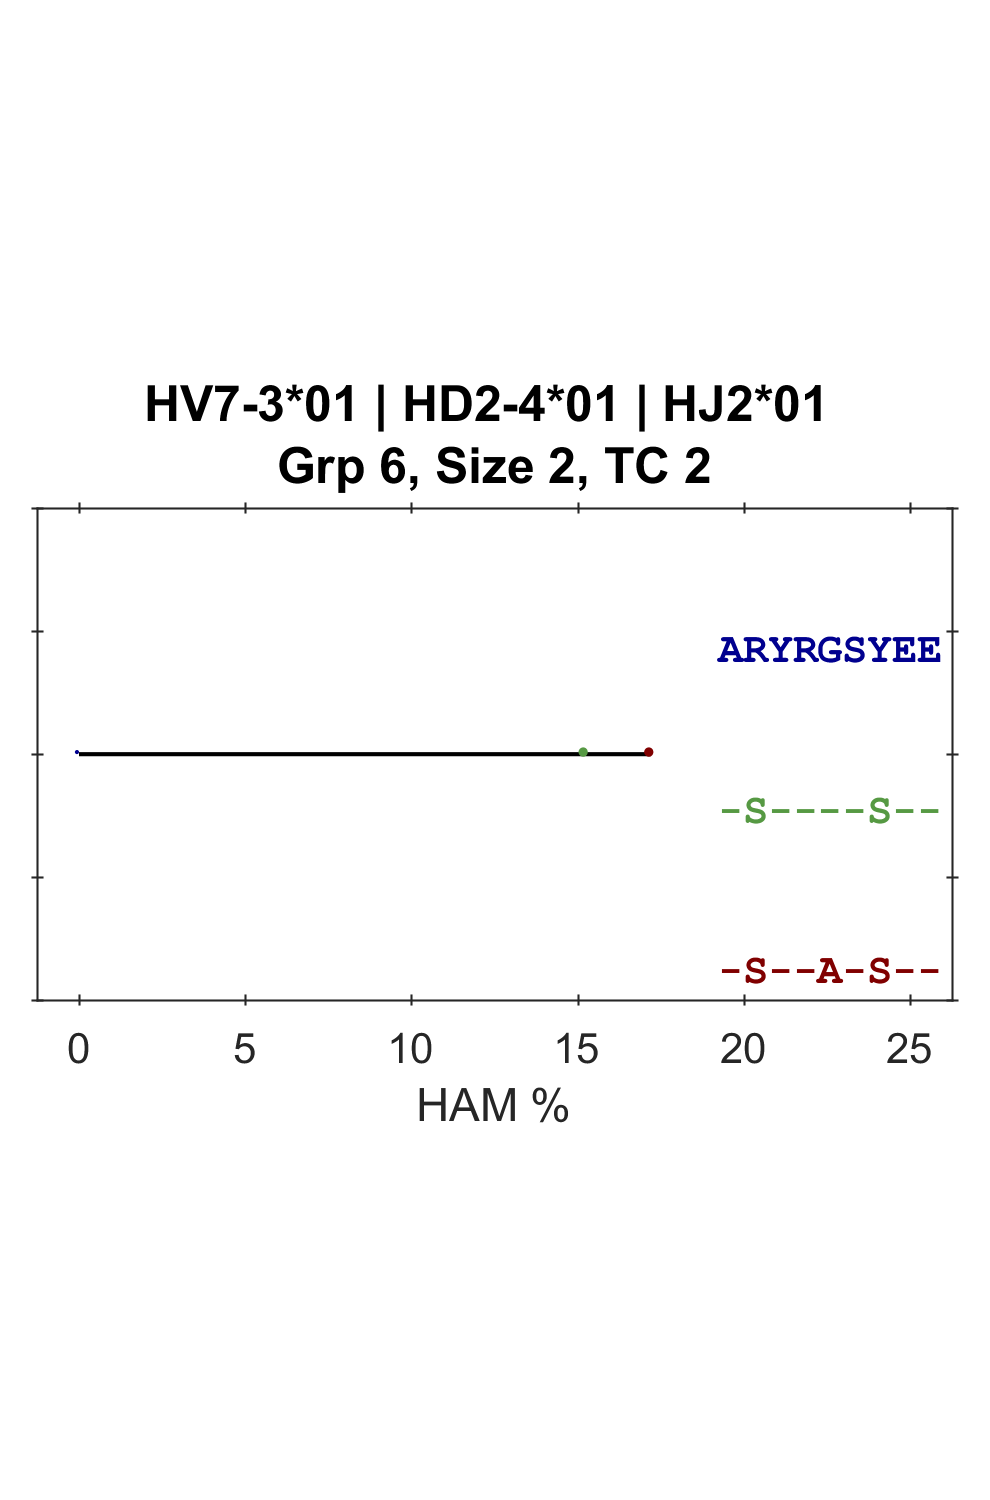 HV7-3*01 | HD2-4*01 | HJ2*01
Grp 6, Size 2, TC 2
ARYRGSYEE
-S----S--
-S--A-S--
0 5 10 15 20 25
HAM %